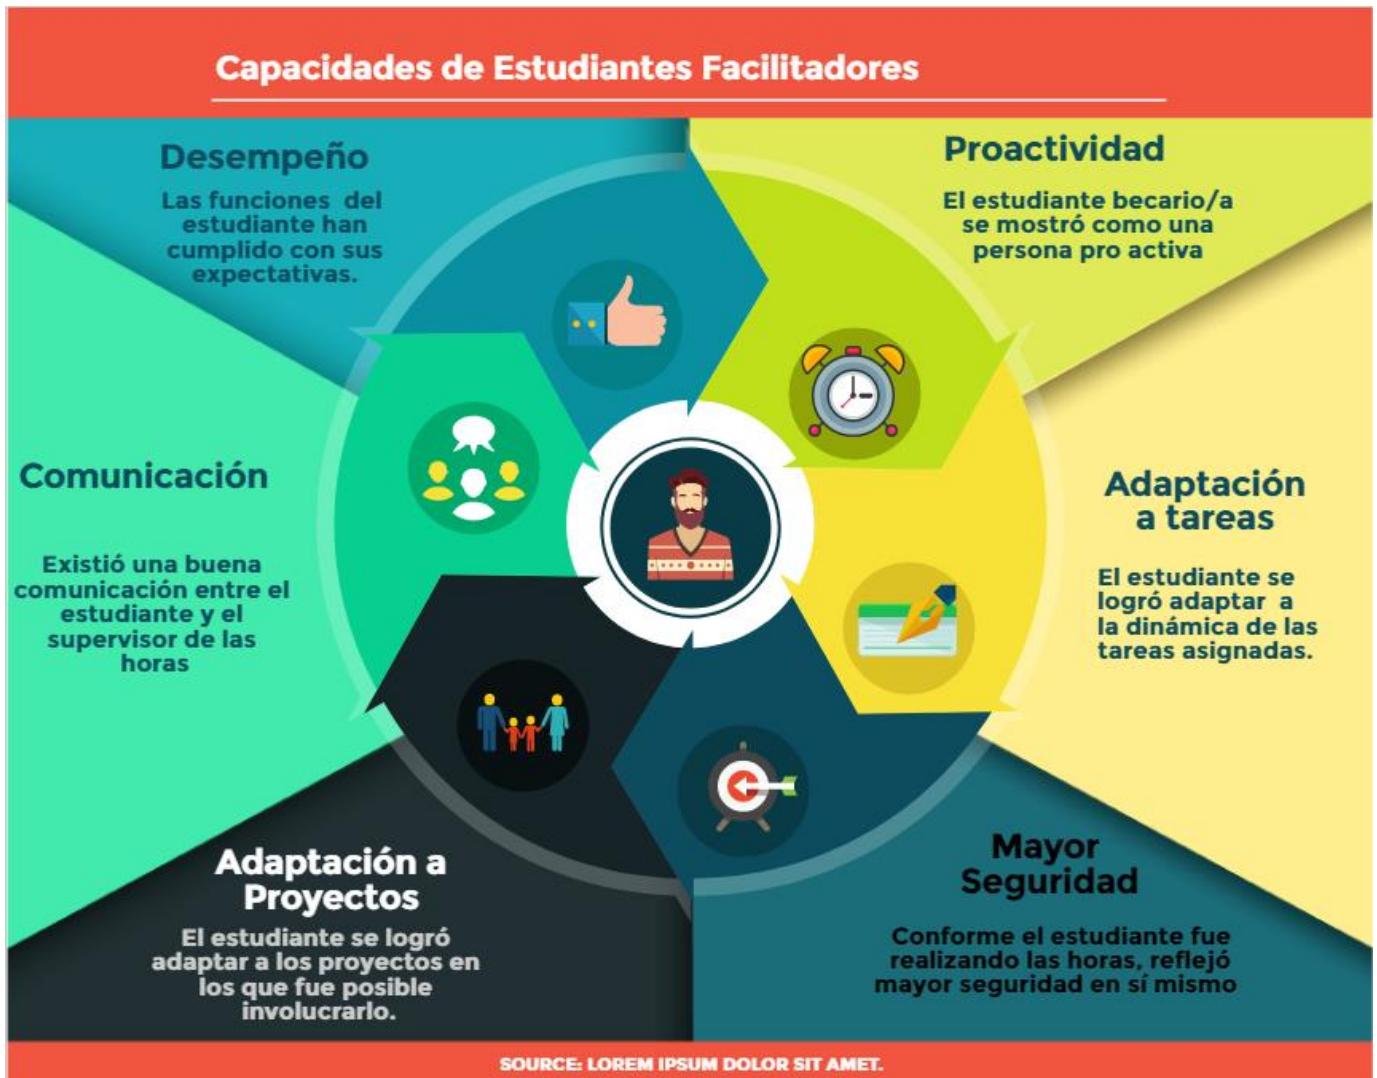 Capacidades de Estudiantes Facilitadores
Desempeño
Las funciones del
estudiante han
cumplido con sus
expectativas.
Proactividad
El estudiante becario/a
se mostró como una
persona pro activa
Comunicación
Existió una buena
comunicación entre el
estudiante y el
supervisor de las
horas
Adaptación
a tareas
El estudiante se
logró adaptar a
la dinámica de las
tareas asignadas.
Adaptación a
Proyectos
El estudiante se logró
adaptar a los proyectos en
los que fue posible
involucrarlo.
Mayor
Seguridad
Conforme el estudiante fue
realizando las horas, reflejó
mayor seguridad en sí mismo
SOURCE: LOREM IPSUM DOLOR SIT AMET.